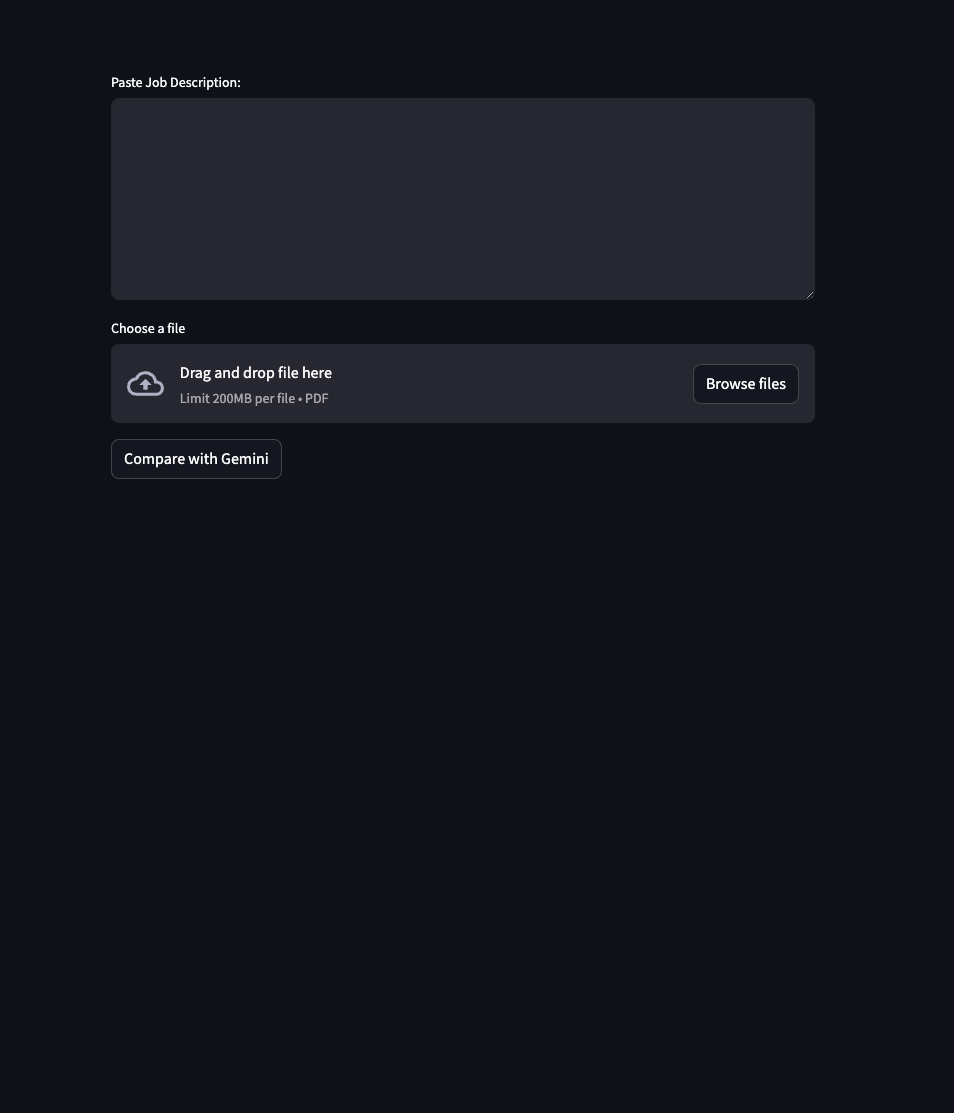 Paste Job Description:
Choose a file
Drag and drop file here
Limit 200MB per file • PDF
Browse files
Compare with Gemini